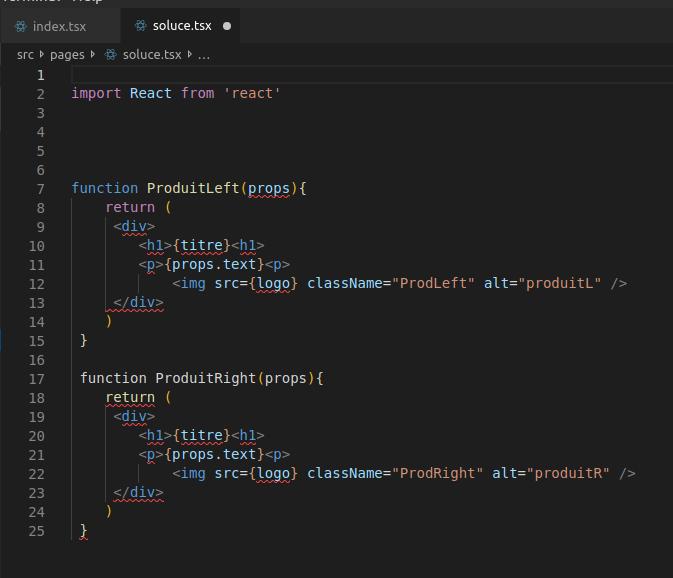 Terminal Help
index.tsx
soluce.tsx
src pages soluce.tsx ...
1
2 import React from 'react'
3
4
5
6
7 function ProduitLeft(props){
8 return (
9 <div>
10 <h1>{titre}<h1>
11 <p>{props.text}<p>
12 <img src={logo} className="ProdLeft" alt="produitL" />
13 </div>
14 )
15 }
16
17 function ProduitRight(props){
18 return (
19 <div>
20 <h1>{titre}<h1>
21 <p>{props.text}<p>
22 <img src={logo} className="ProdRight" alt="produitR" />
23 </div>
24 )
25 }